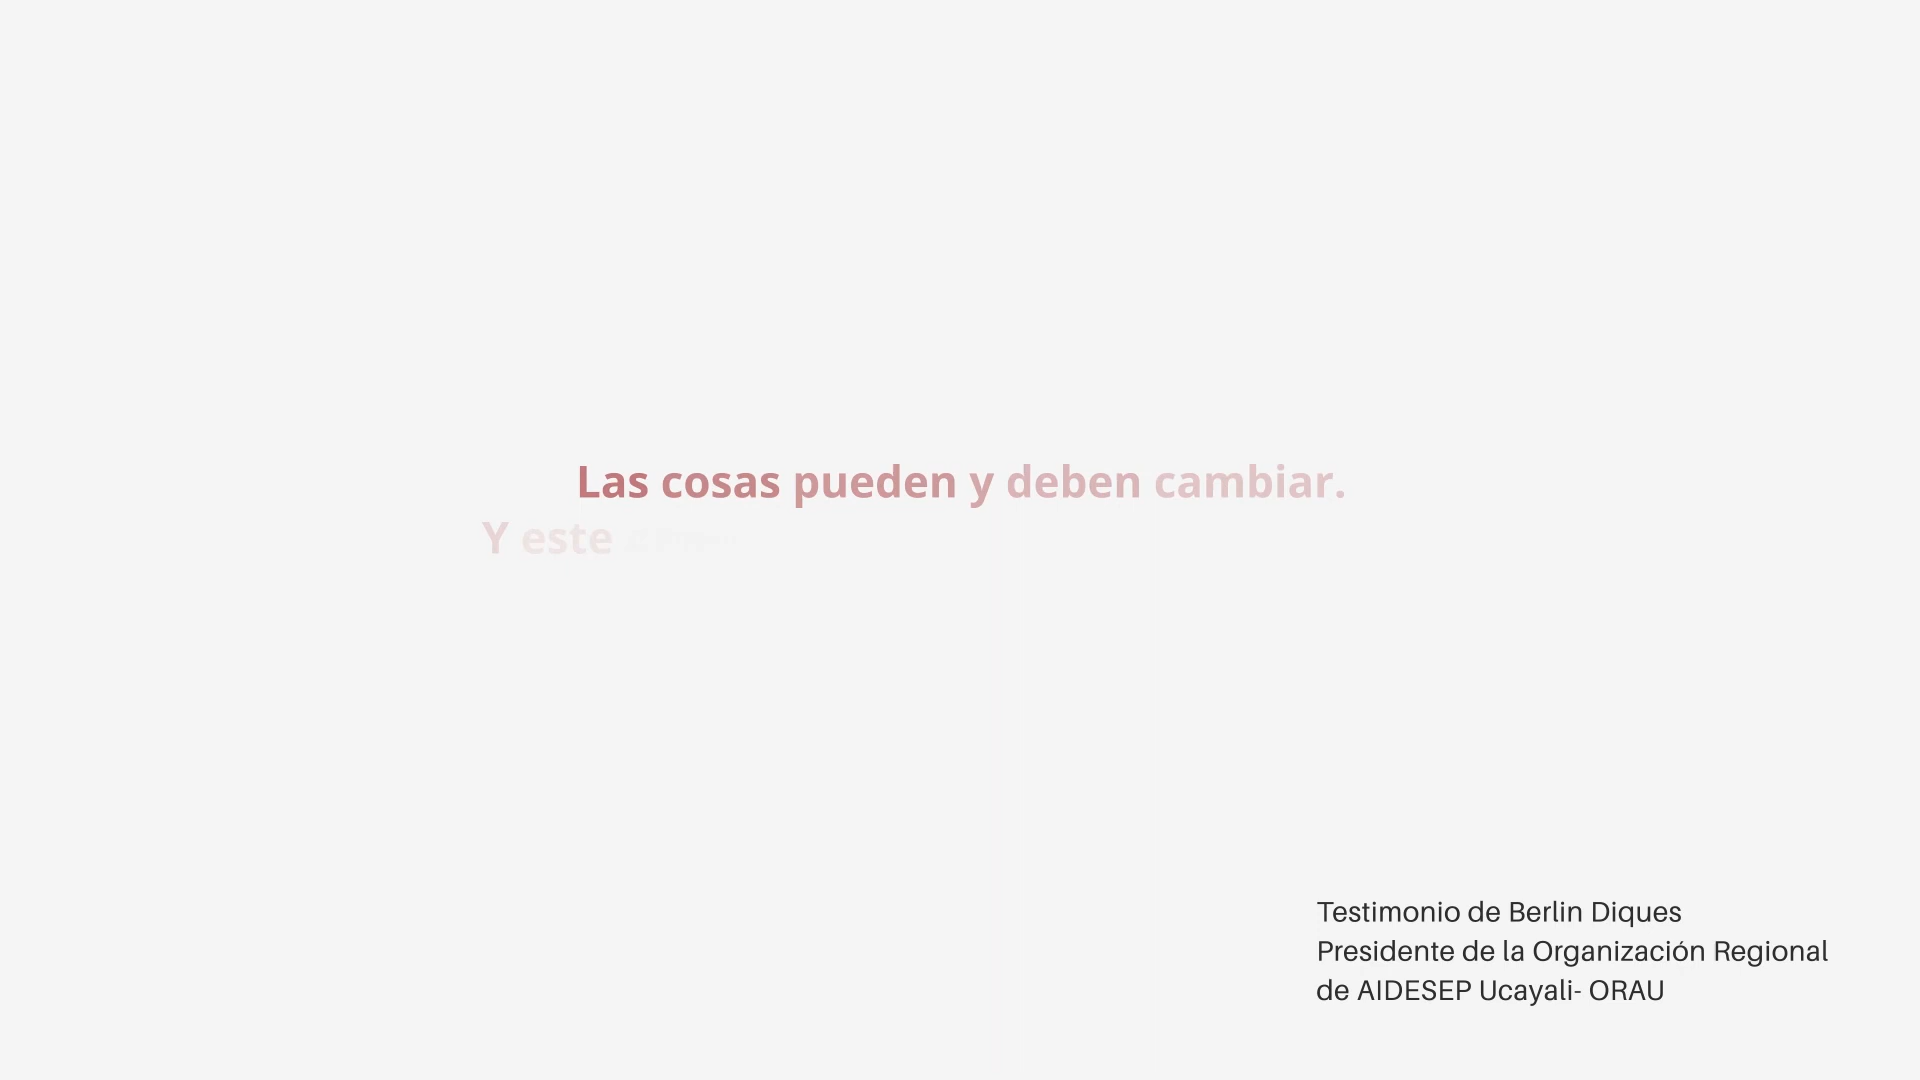 Las cosas pueden y deben cambiar.
Y este
Testimonio de Berlin Diques
Presidente de la Organización Regional
de AIDESEP Ucayali- ORAU